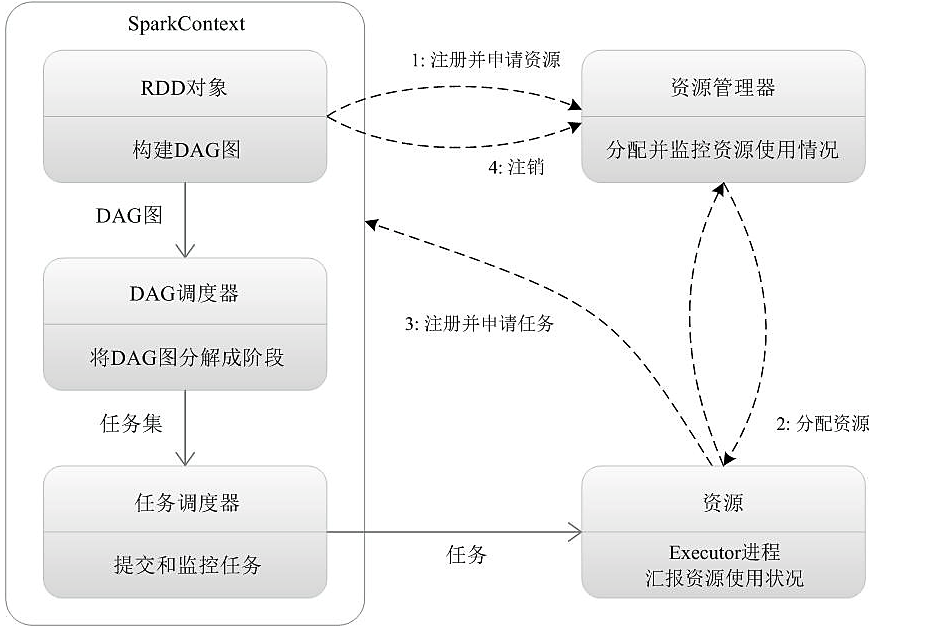 SparkContext
RDD对象
构建DAG图
DAG图
DAG调度器
将DAG图分解成阶段
任务集
任务调度器
提交和监控任务
1: 注册并申请资源
4: 注销
资源管理器
分配并监控资源使用情况
3: 注册并申请任务
2: 分配资源
任务
资源
Executor进程
汇报资源使用状况